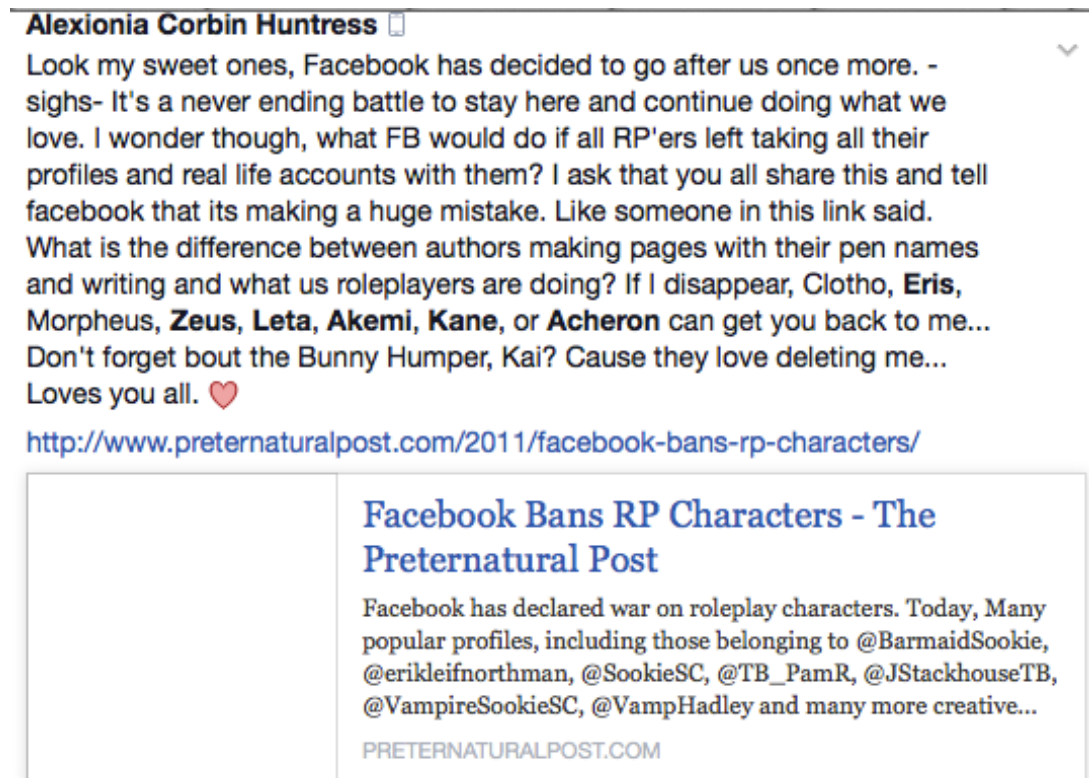 Alexionia Corbin Huntress
Look my sweet ones, Facebook has decided to go after us once more. -
sighs- It's a never ending battle to stay here and continue doing what we
love. I wonder though, what FB would do if all RP'ers left taking all their
profiles and real life accounts with them? I ask that you all share this and tell
facebook that its making a huge mistake. Like someone in this link said.
What is the difference between authors making pages with their pen names
and writing and what us roleplayers are doing? If I disappear, Clotho, Eris,
Morpheus, Zeus, Leta, Akemi, Kane, or Acheron can get you back to me...
Don't forget bout the Bunny Humper, Kai? Cause they love deleting me...
Loves you all.
http://www.preternaturalpost.com/2011/facebook-bans-rp-characters/
Facebook Bans RP Characters - The
Preternatural Post
Facebook has declared war on roleplay characters. Today, Many
popular profiles, including those belonging to @BarmaidSookie,
@erikleifnorthman, @SookieSC, @TB_PamR, @JStackhouseTB,
@VampireSookieSC, @VampHadley and many more creative...
PRETERNATURALPOST.COM